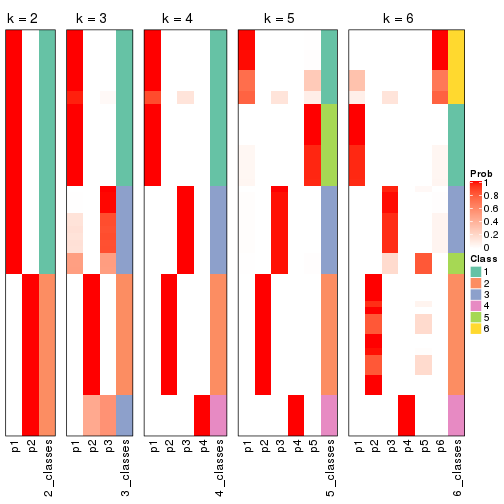 k = 2
k = 3
k = 4
k = 5
k = 6
p1
p2
2_classes
p1
p2
p3
3_classes
p1
p2
p3
p4
4_classes
p1
p2
p3
p4
p5
5_classes
p1
p2
p3
p4
p5
p6
6_classes
Prob
1
0.8
0.6
0.4
0.2
0
Class
1
2
3
4
5
6